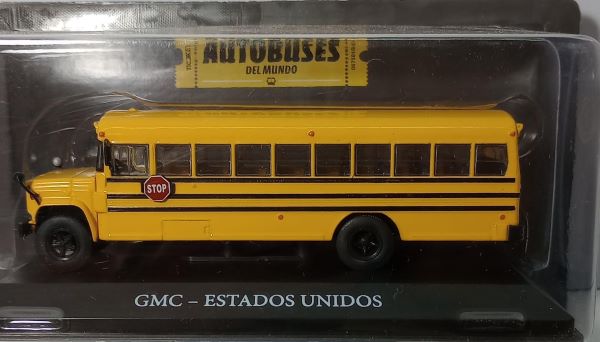 AUTOBUSES
DEL MUNDO
STOP
GMC – ESTADOS UNIDOS